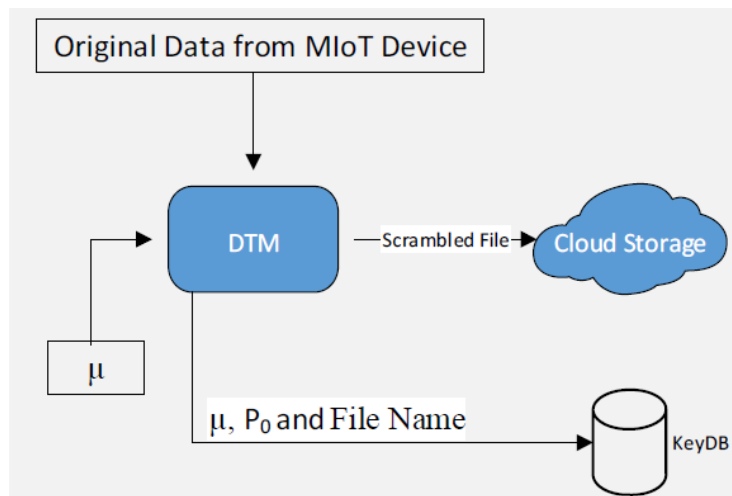 Original Data from MIoT Device
DTM
Scrambled File
Cloud Storage
μ
μ, P₀ and File Name
KeyDB